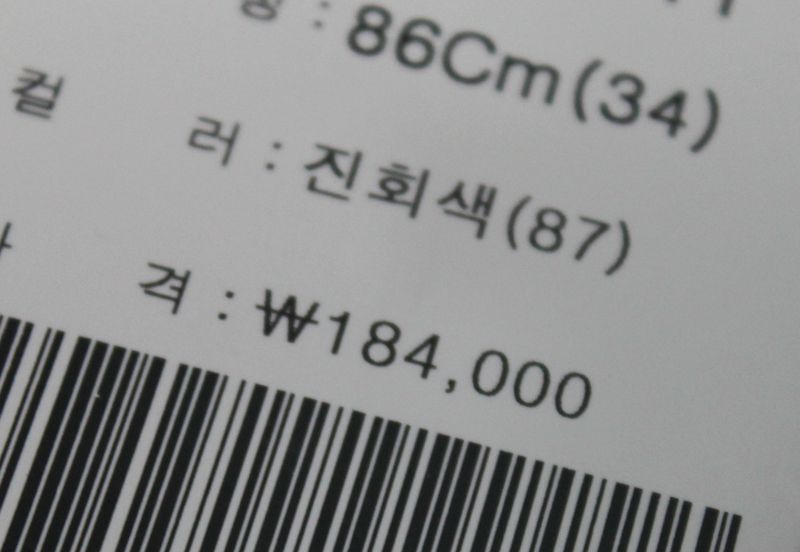 : 86Cm(34)
컬 러 : 진회색(87)
격 : ₩184,000